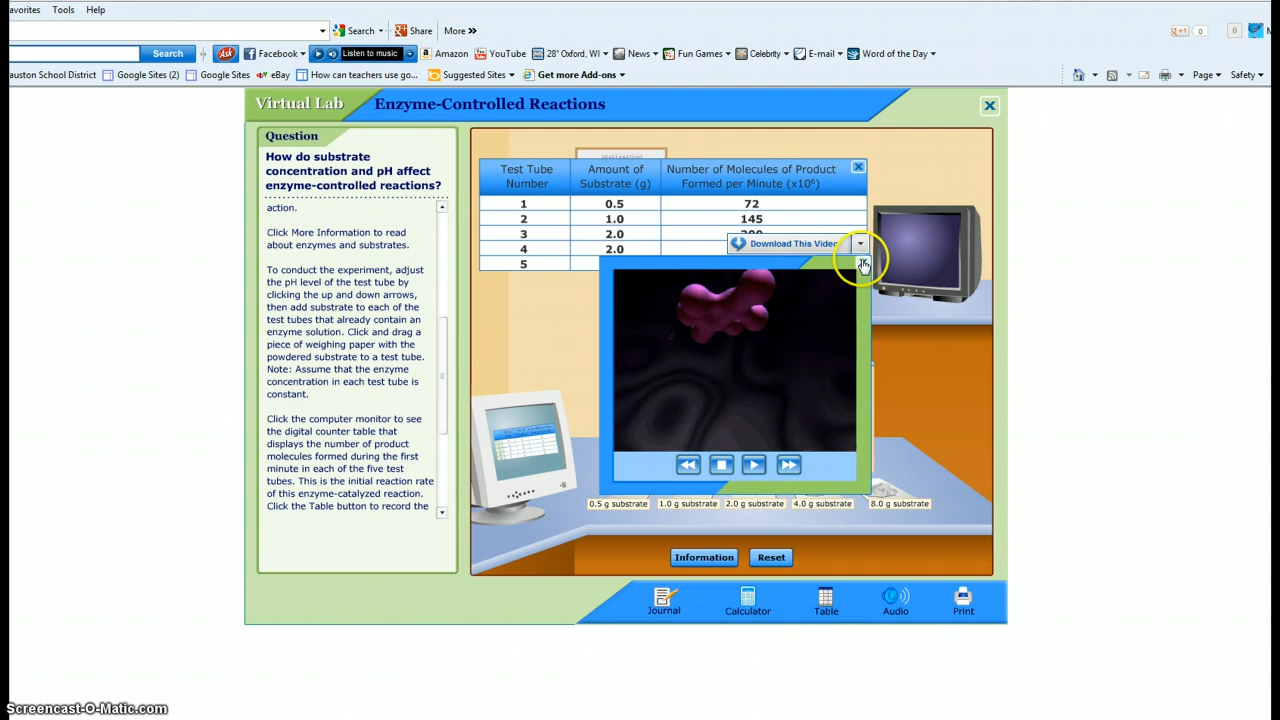 avorites Tools Help
Search Share More »
Search Ask Facebook Listen to music Amazon YouTube 28° Oxford, WI News Fun Games Celebrity E-mail Word of the Day
auston School District Google Sites (2) Google Sites eBay How can teachers use go... Suggested Sites Get more Add-ons Page Safety
+1 0 0
Virtual Lab
Enzyme-Controlled Reactions
Question
How do substrate
concentration and pH affect
enzyme-controlled reactions?
action.
Click More Information to read
about enzymes and substrates.
To conduct the experiment, adjust
the pH level of the test tube by
clicking the up and down arrows,
then add substrate to each of the
test tubes that already contain an
enzyme solution. Click and drag a
piece of weighing paper with the
powdered substrate to a test tube.
Note: Assume that the enzyme
concentration in each test tube is
constant.
Click the computer monitor to see
the digital counter table that
displays the number of product
molecules formed during the first
minute in each of the five test
tubes. This is the initial reaction rate
of this enzyme-catalyzed reaction.
Click the Table button to record the
Test Tube Number Amount of Substrate (g) Number of Molecules of Product Formed per Minute (x10⁶)
1 0.5 72
2 1.0 145
3 2.0
4 2.0
5
Download This Video
0.5 g substrate 1.0 g substrate 2.0 g substrate 4.0 g substrate 8.0 g substrate
Information Reset
Journal Calculator Table Audio Print
Screencast-O-Matic.com